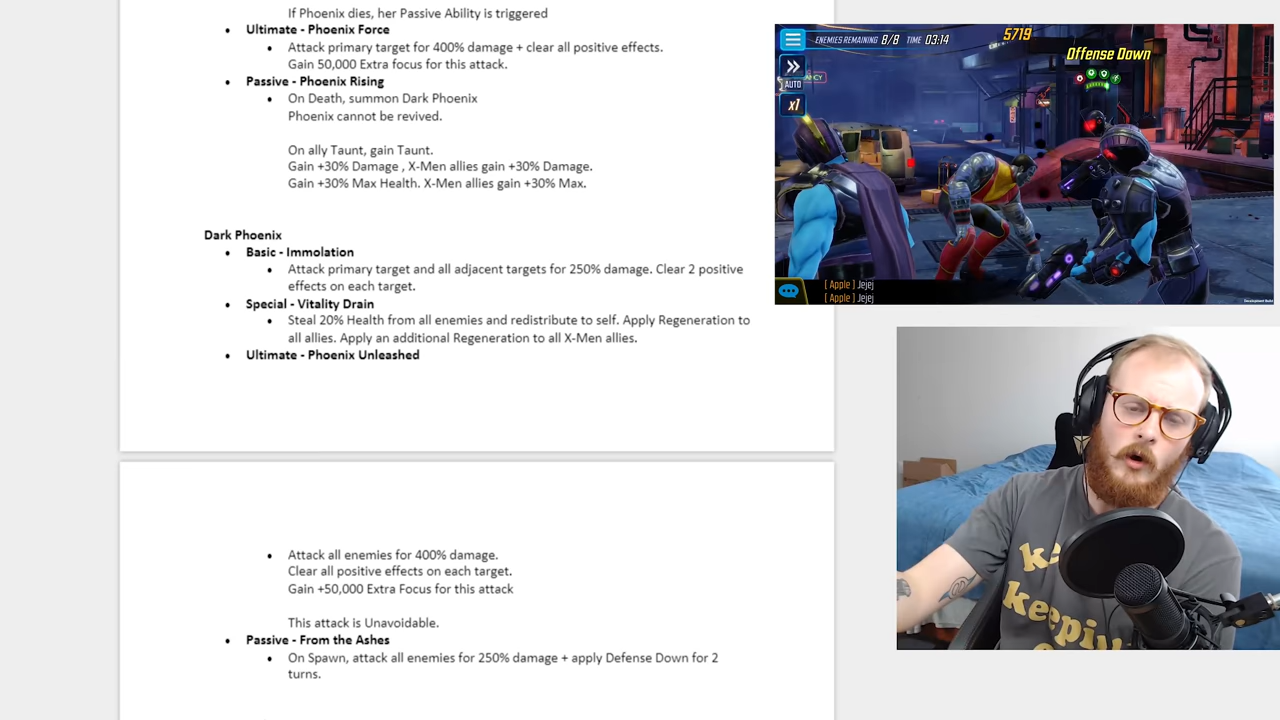 If Phoenix dies, her Passive Ability is triggered
Ultimate - Phoenix Force
Attack primary target for 400% damage + clear all positive effects.
Gain 50,000 Extra focus for this attack.
Passive - Phoenix Rising
On Death, summon Dark Phoenix
Phoenix cannot be revived.
On ally Taunt, gain Taunt.
Gain +30% Damage , X-Men allies gain +30% Damage.
Gain +30% Max Health. X-Men allies gain +30% Max.
Dark Phoenix
Basic - Immolation
Attack primary target and all adjacent targets for 250% damage. Clear 2 positive
effects on each target.
Special - Vitality Drain
Steal 20% Health from all enemies and redistribute to self. Apply Regeneration to
all allies. Apply an additional Regeneration to all X-Men allies.
Ultimate - Phoenix Unleashed
Attack all enemies for 400% damage.
Clear all positive effects on each target.
Gain +50,000 Extra Focus for this attack
This attack is Unavoidable.
Passive - From the Ashes
On Spawn, attack all enemies for 250% damage + apply Defense Down for 2
turns.
ENEMIES REMAINING 8/8 TIME 03:14
5719
Offense Down
AUTO
x1
[ Apple ] Jejej
[ Apple ] Jejej
Development Build